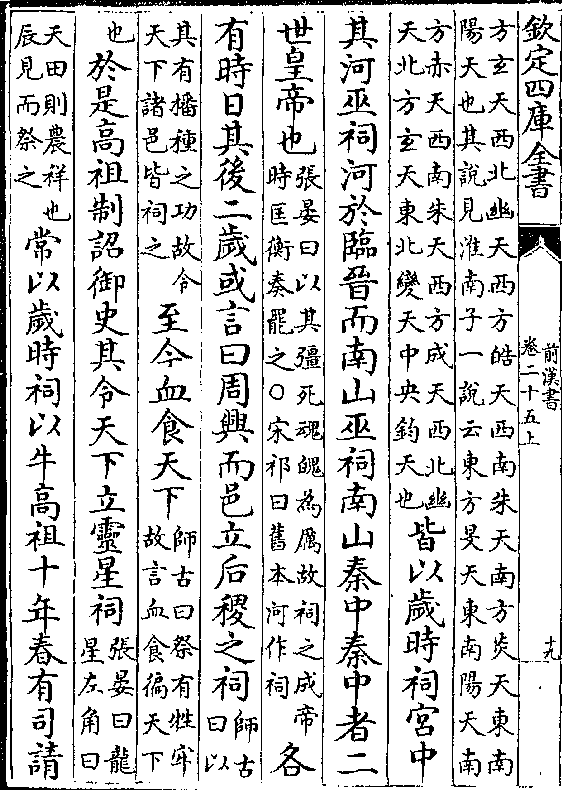 欽定四庫全書
前漢書
卷二十五上
十九
方玄天西北幽天西方皓天西南朱天南方炎天東南
陽天也其說見淮南子一說云東方旻天東南陽天南
方赤天西南朱天西方成天西北幽
天北方玄天東北變天中央鈞天也
皆以歲時祠宮中
其河巫祠河於臨晉而南山巫祠南山秦中秦中者二
世皇帝也
張晏曰以其彊死魂魄為厲故祠之成帝
時匡衡奏罷之○宋祁曰舊本河作祠
各
有時日其後二歲或言曰周興而邑立后稷之祠
師古
曰以
其有播種之功故令
天下諸邑皆祠之
至今血食天下
師古曰祭有牲牢
故言血食徧天下
也
於是高祖制詔御史其令天下立靈星祠
張晏曰龍
星左角曰
天田則農祥也
辰見而祭之
常以歲時祠以牛高祖十年春有司請